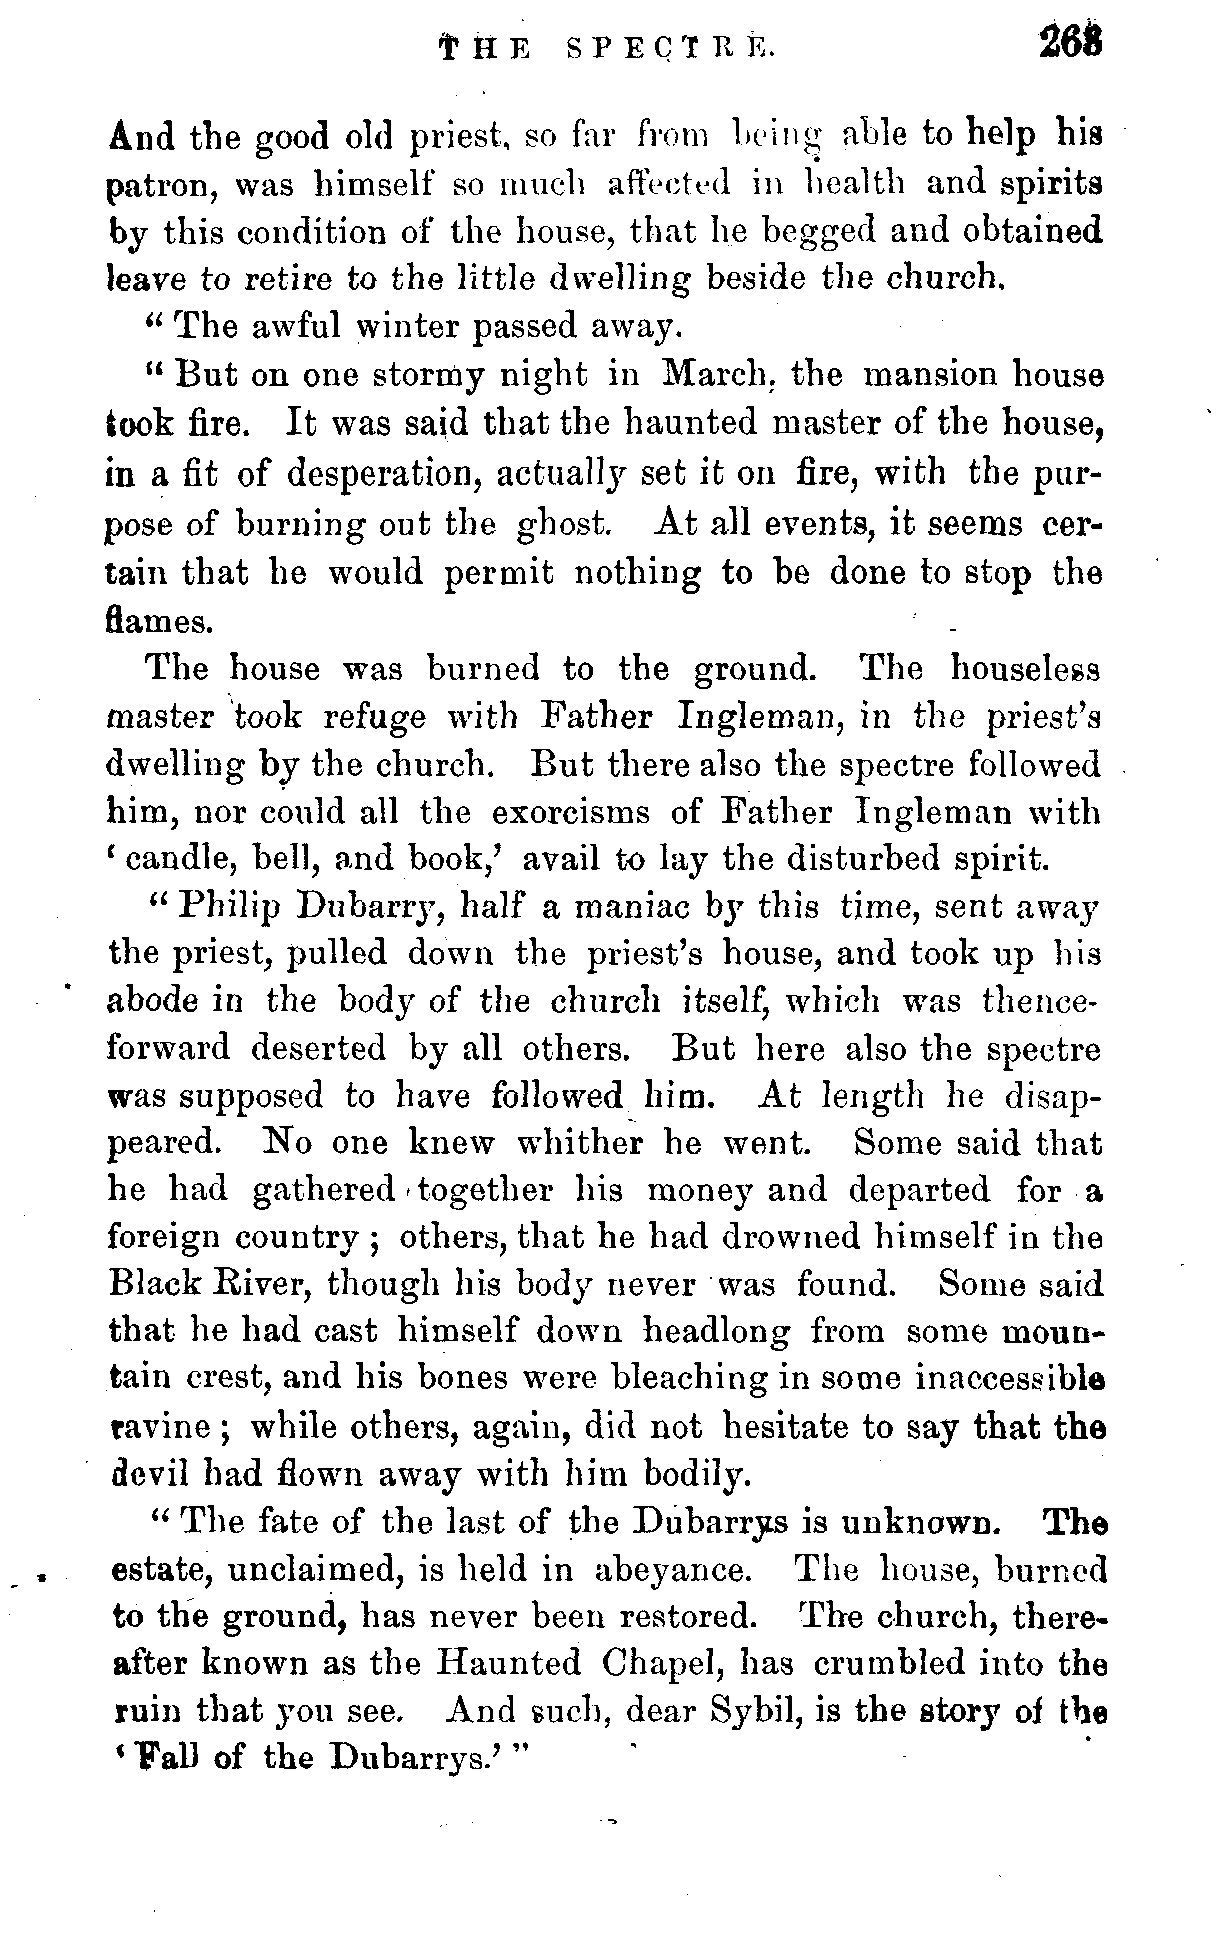 THE SPECTRE. 263
And the good old priest, so far from being able to help his
patron, was himself so much affected in health and spirits
by this condition of the house, that he begged and obtained
leave to retire to the little dwelling beside the church.
“ The awful winter passed away.
“ But on one stormy night in March, the mansion house
took fire. It was said that the haunted master of the house,
in a fit of desperation, actually set it on fire, with the pur-
pose of burning out the ghost. At all events, it seems cer-
tain that he would permit nothing to be done to stop the
flames.
The house was burned to the ground. The houseless
master took refuge with Father Ingleman, in the priest’s
dwelling by the church. But there also the spectre followed
him, nor could all the exorcisms of Father Ingleman with
‘ candle, bell, and book,’ avail to lay the disturbed spirit.
“ Philip Dubarry, half a maniac by this time, sent away
the priest, pulled down the priest’s house, and took up his
abode in the body of the church itself, which was thence-
forward deserted by all others. But here also the spectre
was supposed to have followed him. At length he disap-
peared. No one knew whither he went. Some said that
he had gathered together his money and departed for a
foreign country ; others, that he had drowned himself in the
Black River, though his body never was found. Some said
that he had cast himself down headlong from some moun-
tain crest, and his bones were bleaching in some inaccessible
ravine ; while others, again, did not hesitate to say that the
devil had flown away with him bodily.
“ The fate of the last of the Dubarrys is unknown. The
estate, unclaimed, is held in abeyance. The house, burned
to the ground, has never been restored. The church, there-
after known as the Haunted Chapel, has crumbled into the
ruin that you see. And such, dear Sybil, is the story of the
‘ Fall of the Dubarrys.’ ”